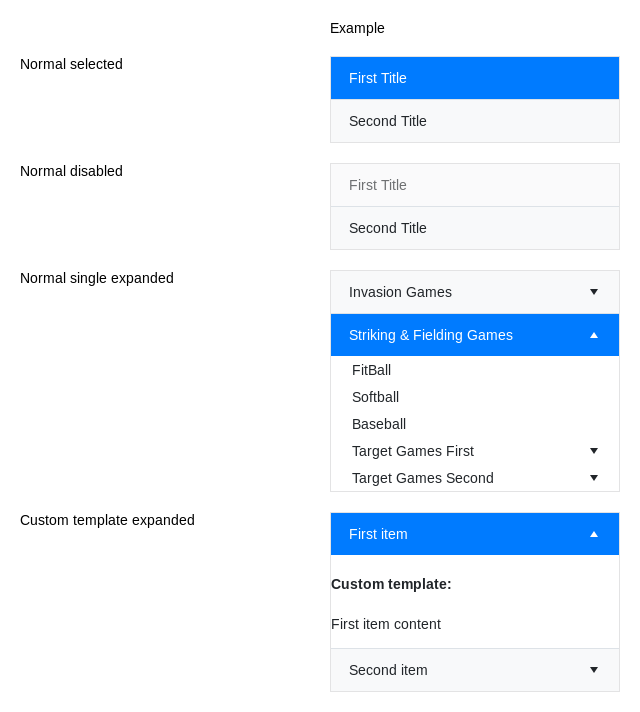 Example
Normal selected
First Title
Second Title
Normal disabled
First Title
Second Title
Normal single expanded
Invasion Games
Striking & Fielding Games
FitBall
Softball
Baseball
Target Games First
Target Games Second
Custom template expanded
First item
Custom template:
First item content
Second item